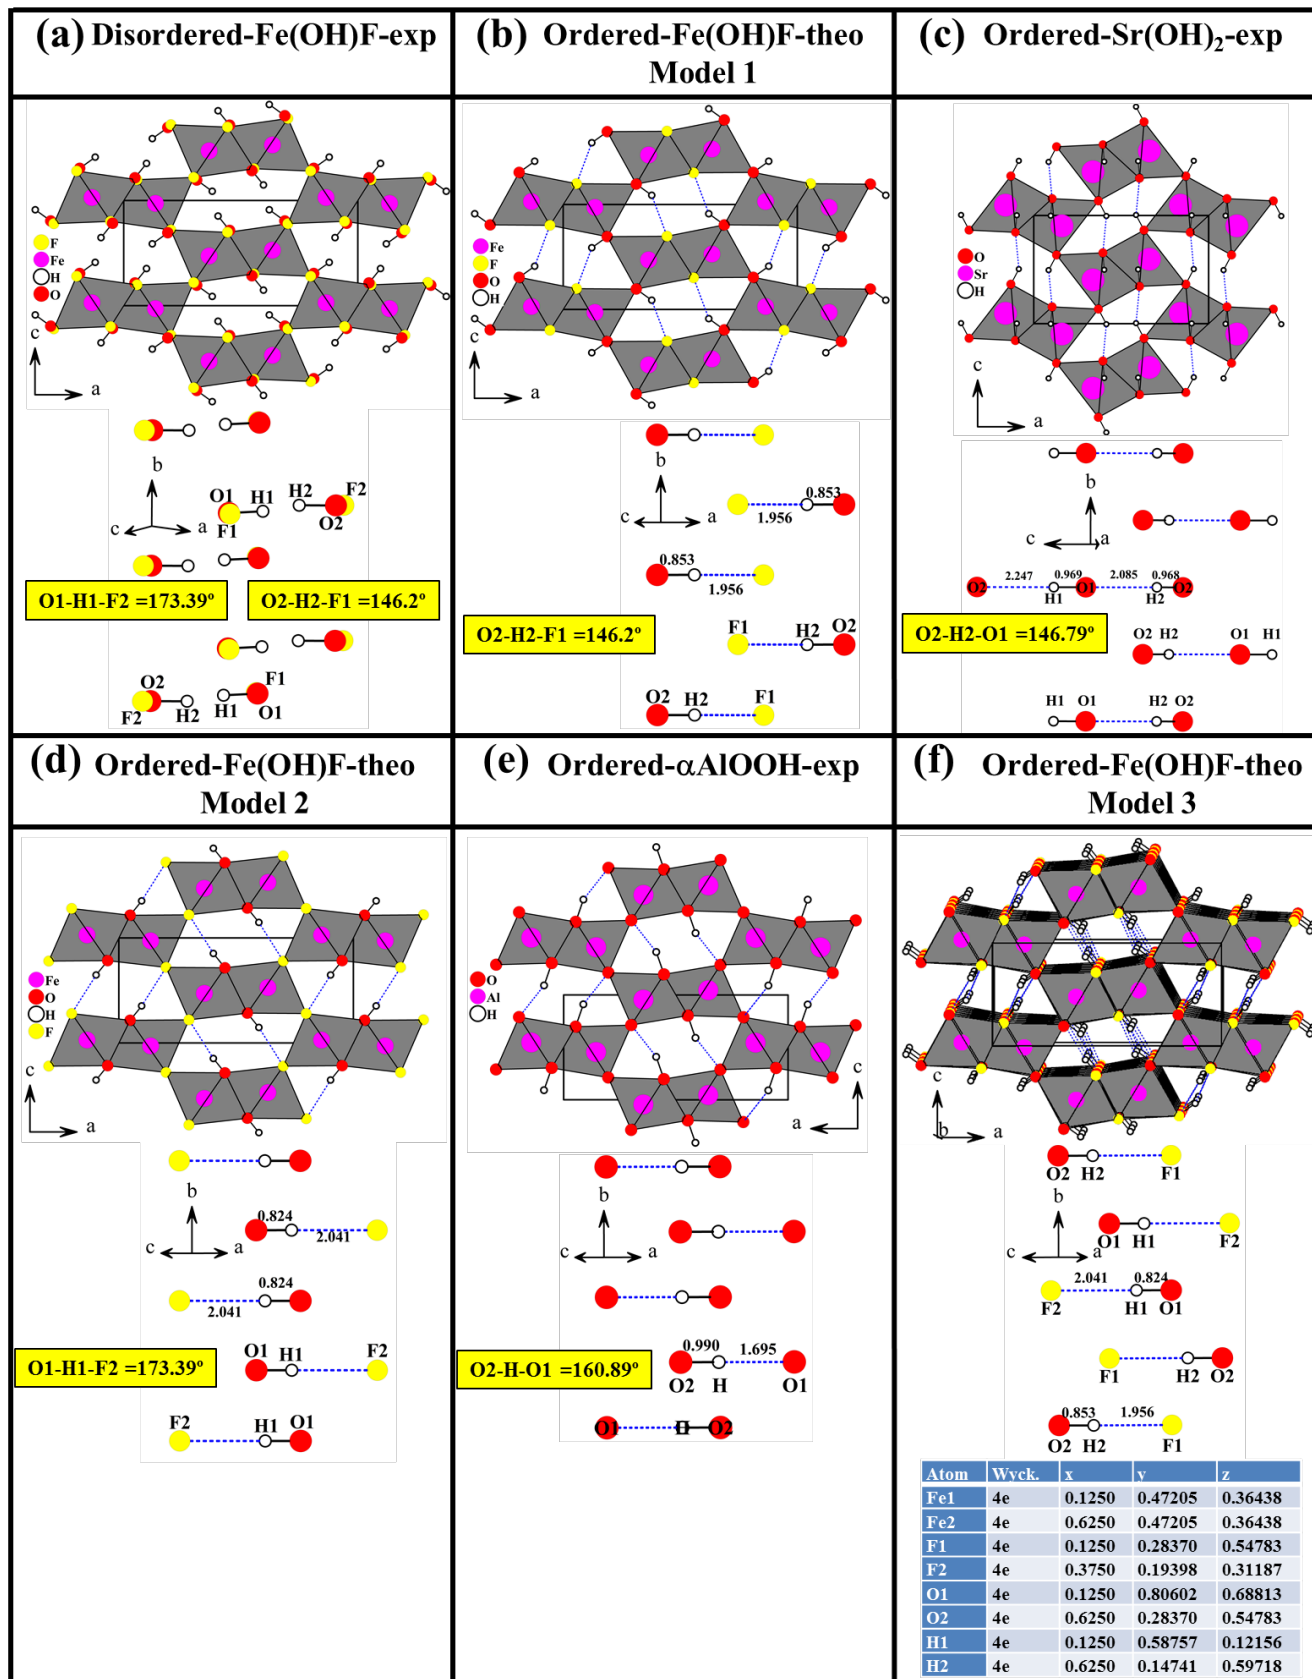 (a) Disordered-Fe(OH)F-exp
F
Fe
H
O
c
a
b
c
a
O1
H1
F1
H2
F2
O2
O1-H1-F2 =173.39º
O2-H2-F1 =146.2º
O2
F2
H2
H1
F1
O1
(b) Ordered-Fe(OH)F-theo
Model 1
Fe
F
O
H
c
a
b
c
a
0.853
1.956
0.853
1.956
O2-H2-F1 =146.2º
F1
H2
O2
O2
H2
F1
(c) Ordered-Sr(OH)2-exp
O
Sr
H
c
a
b
c
a
2.247
0.969
2.085
0.968
O2
H1
O1
H2
O2
O2-H2-O1 =146.79º
O2 H2 O1 H1
H1 O1 H2 O2
(d) Ordered-Fe(OH)F-theo
Model 2
Fe
O
H
F
c
a
b
c
a
0.824
2.041
0.824
2.041
O1-H1-F2 =173.39º
O1
H1
F2
F2
H1
O1
(e) Ordered-αAlOOH-exp
O
Al
H
c
a
b
c
a
0.990
1.695
O2-H-O1 =160.89º
O2
H
O1
O1
H
O2
(f) Ordered-Fe(OH)F-theo
Model 3
c
b
a
O2 H2 F1
b
c
a
O1 H1 F2
2.041
0.824
F2
H1
O1
F1
H2
O2
0.853
1.956
O2 H2 F1
Atom Wyck. x y z
Fe1 4e 0.1250 0.47205 0.36438
Fe2 4e 0.6250 0.47205 0.36438
F1 4e 0.1250 0.28370 0.54783
F2 4e 0.3750 0.19398 0.31187
O1 4e 0.1250 0.80602 0.68813
O2 4e 0.6250 0.28370 0.54783
H1 4e 0.1250 0.58757 0.12156
H2 4e 0.6250 0.14741 0.59718